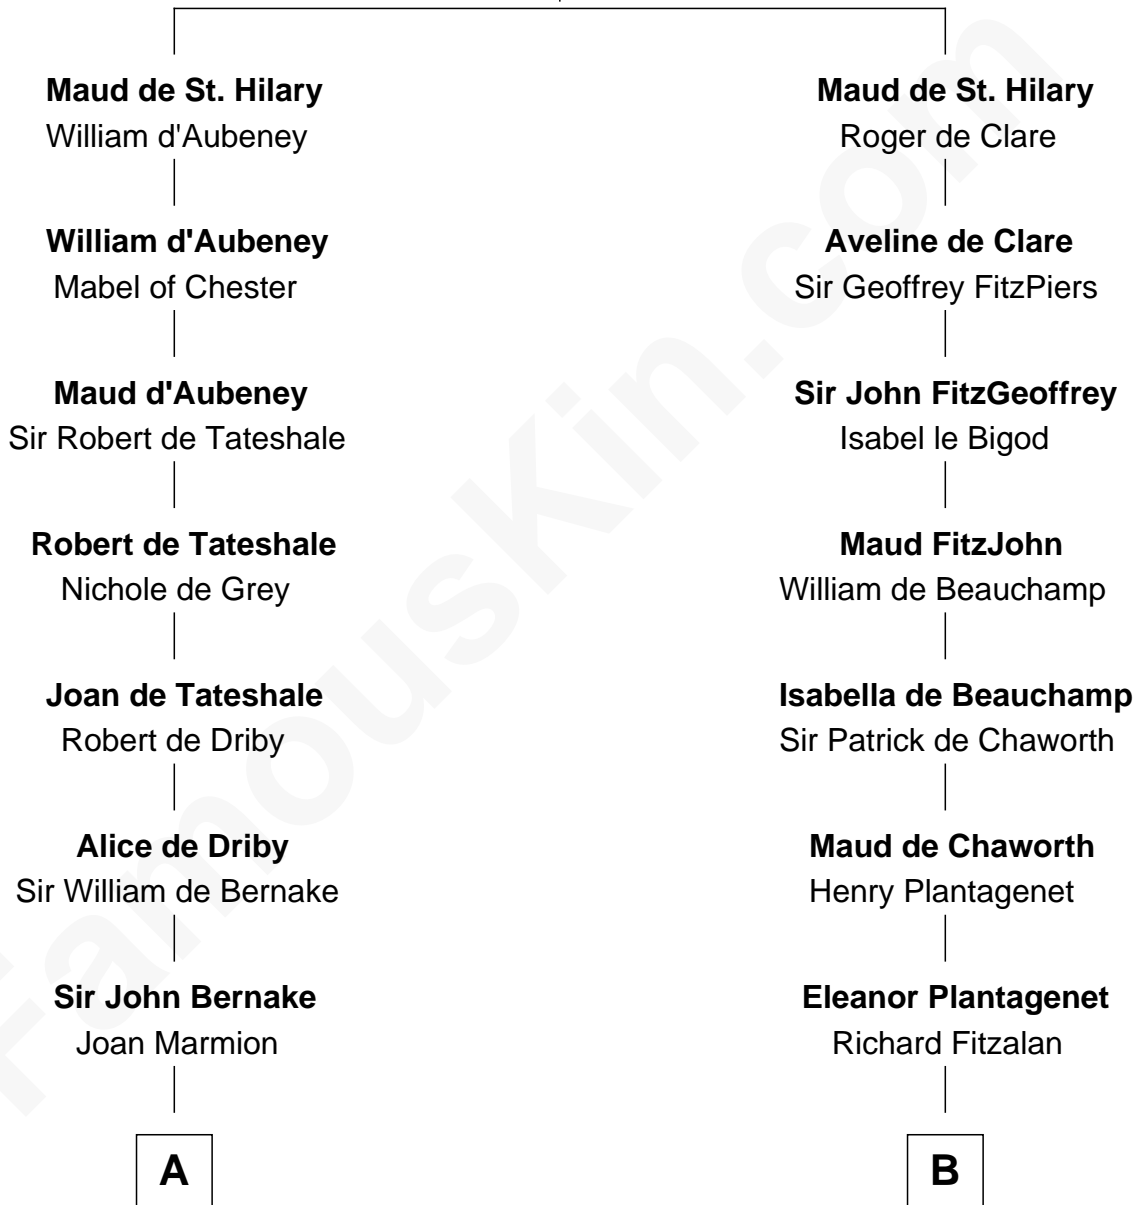 Maud de St. Hilary
William d'Aubeney
William d'Aubeney
Mabel of Chester
Maud d'Aubeney
Sir Robert de Tateshale
Robert de Tateshale
Nichole de Grey
Joan de Tateshale
Robert de Driby
Alice de Driby
Sir William de Bernake
Sir John Bernake
Joan Marmion
A
Maud de St. Hilary
Roger de Clare
Aveline de Clare
Sir Geoffrey FitzPiers
Sir John FitzGeoffrey
Isabel le Bigod
Maud FitzJohn
William de Beauchamp
Isabella de Beauchamp
Sir Patrick de Chaworth
Maud de Chaworth
Henry Plantagenet
Eleanor Plantagenet
Richard Fitzalan
B
FamousKin.com